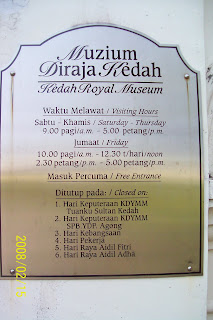 Muzium
Diraja Kedah
Kedah Royal Museum
Waktu Melawat / Visiting Hours
Sabtu - Khamis / Saturday - Thursday
9.00 pagi/a.m. - 5.00 petang/p.m.
Jumaat / Friday
10.00 pagi/a.m. - 12.30 t/hari/noon
2.30 petang/p.m. - 5.00 petang/p.m.
Masuk Percuma / Free Enterance
Ditutup pada: / Closed on:
1. Hari Keputeraan KDYMM
Tuanku Sultan Kedah
2. Hari Keputeraan KDYMM
SPB YDP. Agong
3. Hari Kebangsaan
4. Hari Pekerja
5. Hari Raya Aidil Fitri
6. Hari Raya Aidil Adha
2008/02/15